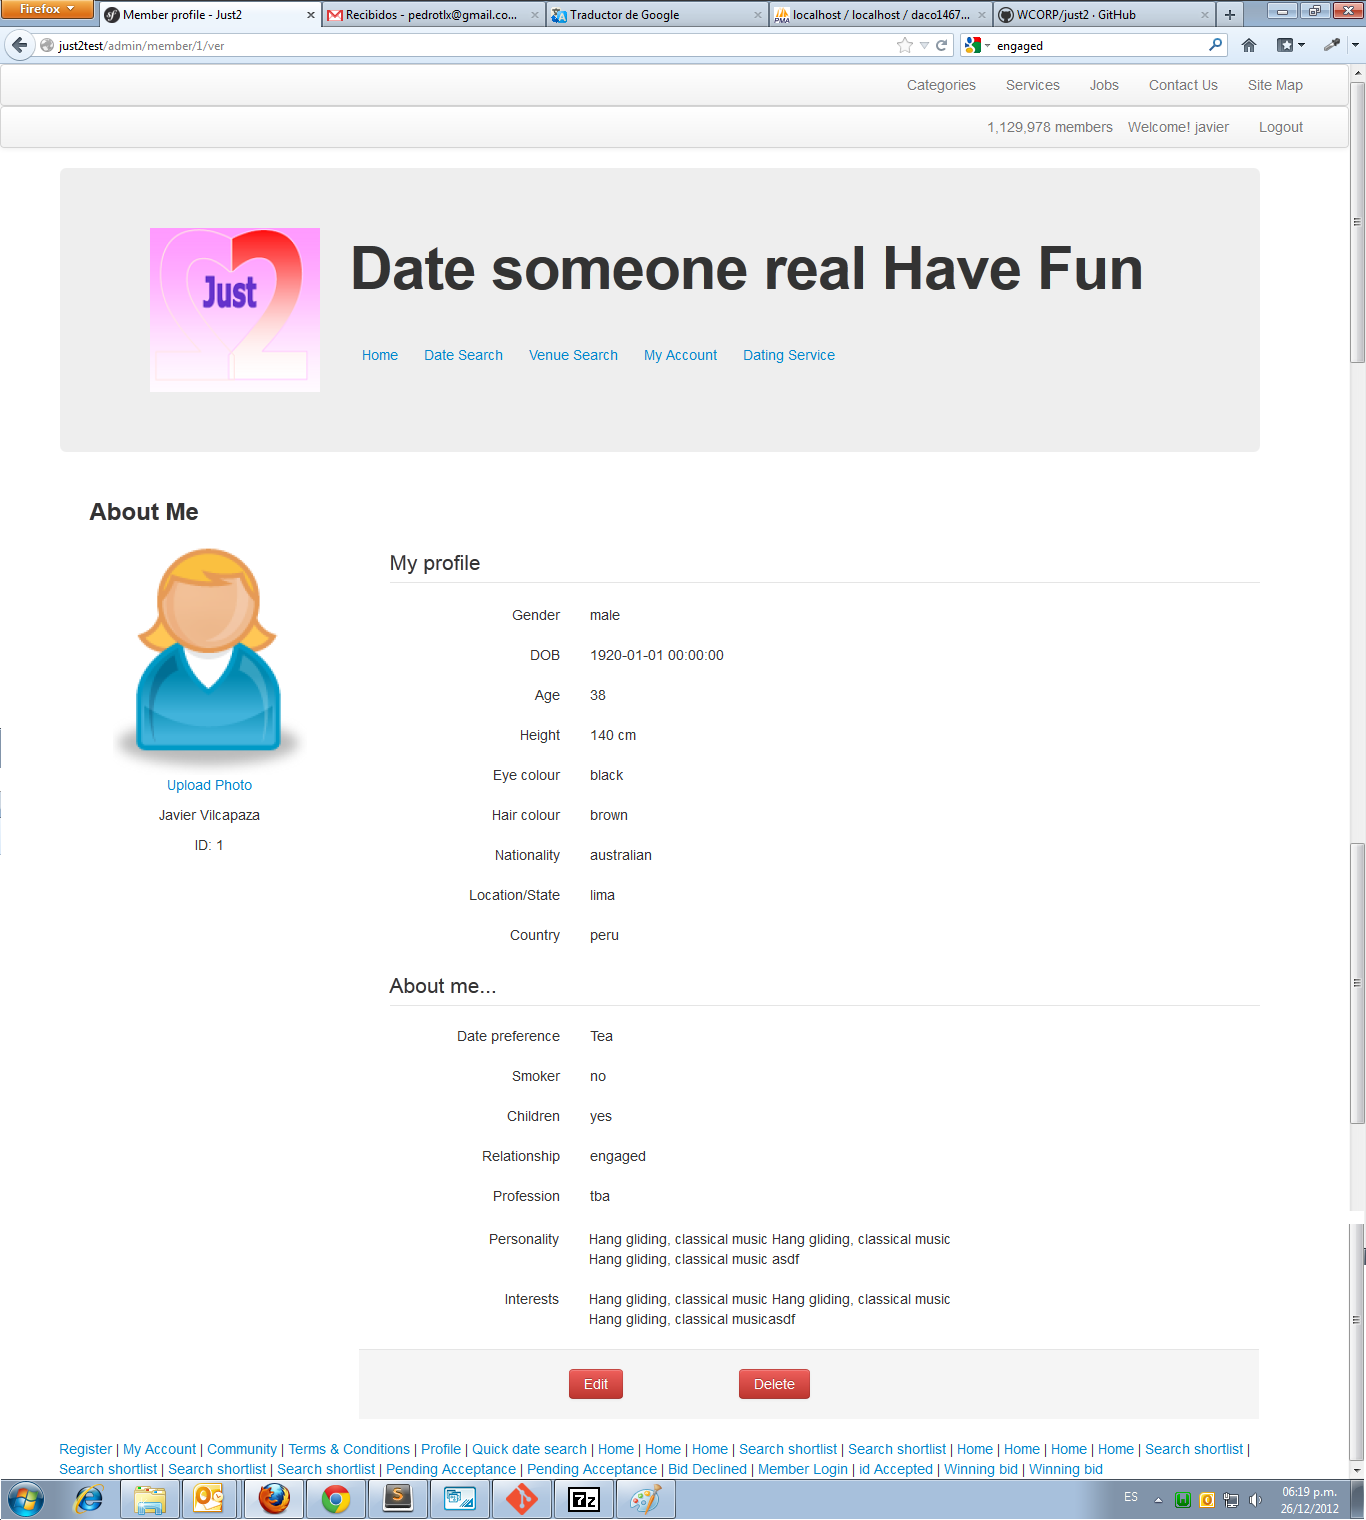 Firefox
Member profile - Just2
Recibidos - pedrotlx@gmail.co...
Traductor de Google
localhost / localhost / daco1467...
WCORP/just2 · GitHub
just2test/admin/member/1/ver
engaged
Categories Services Jobs Contact Us Site Map
1,129,978 members Welcome! javier Logout
Just 2
Date someone real Have Fun
Home Date Search Venue Search My Account Dating Service
About Me
Upload Photo
Javier Vilcapaza
ID: 1
My profile
Gender male
DOB 1920-01-01 00:00:00
Age 38
Height 140 cm
Eye colour black
Hair colour brown
Nationality australian
Location/State lima
Country peru
About me...
Date preference Tea
Smoker no
Children yes
Relationship engaged
Profession tba
Personality Hang gliding, classical music Hang gliding, classical music
Hang gliding, classical music asdf
Interests Hang gliding, classical music Hang gliding, classical music
Hang gliding, classical musicasdf
Edit Delete
Register | My Account | Community | Terms & Conditions | Profile | Quick date search | Home | Home | Home | Search shortlist | Search shortlist | Home | Home | Home | Home | Search shortlist |
Search shortlist | Search shortlist | Search shortlist | Pending Acceptance | Pending Acceptance | Bid Declined | Member Login | id Accepted | Winning bid | Winning bid
ES 06:19 p.m.
26/12/2012